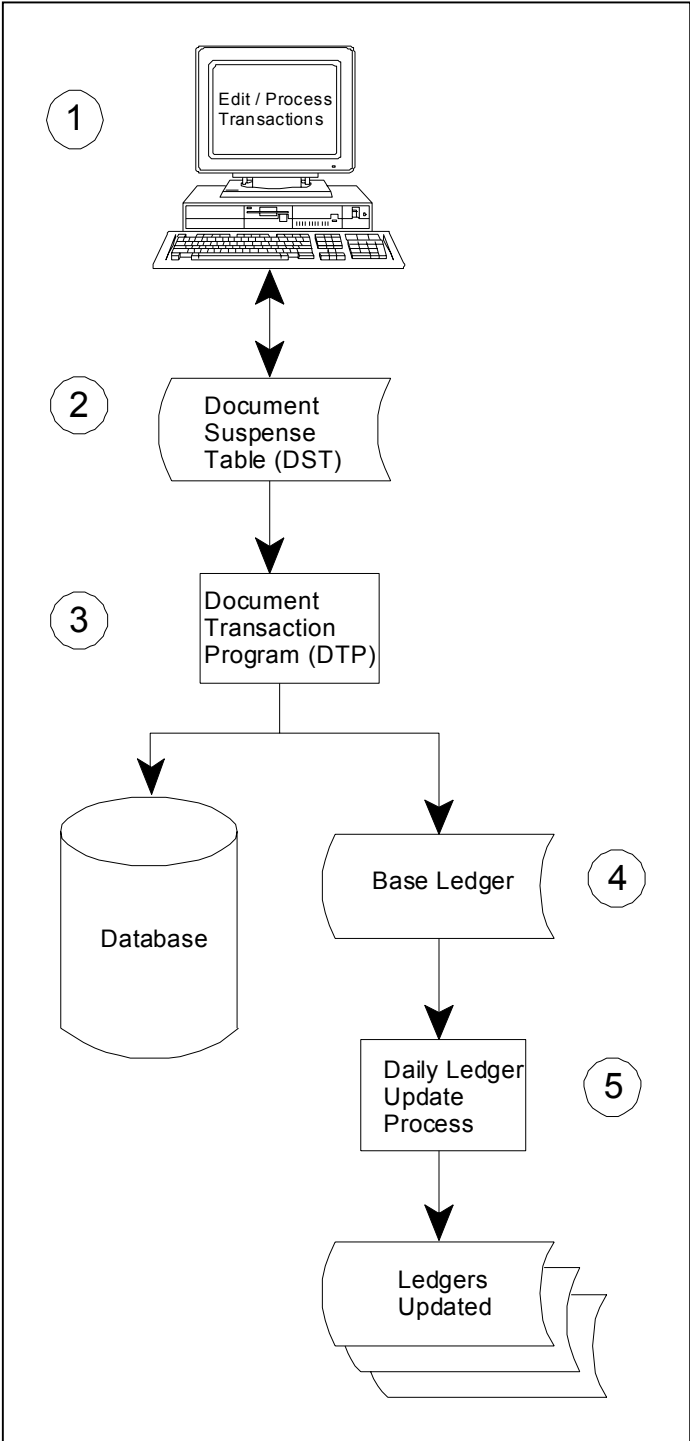 1
Edit / Process
Transactions
2
Document
Suspense
Table (DST)
3
Document
Transaction
Program (DTP)
Database
Base Ledger
4
Daily Ledger
Update
Process
5
Ledgers
Updated